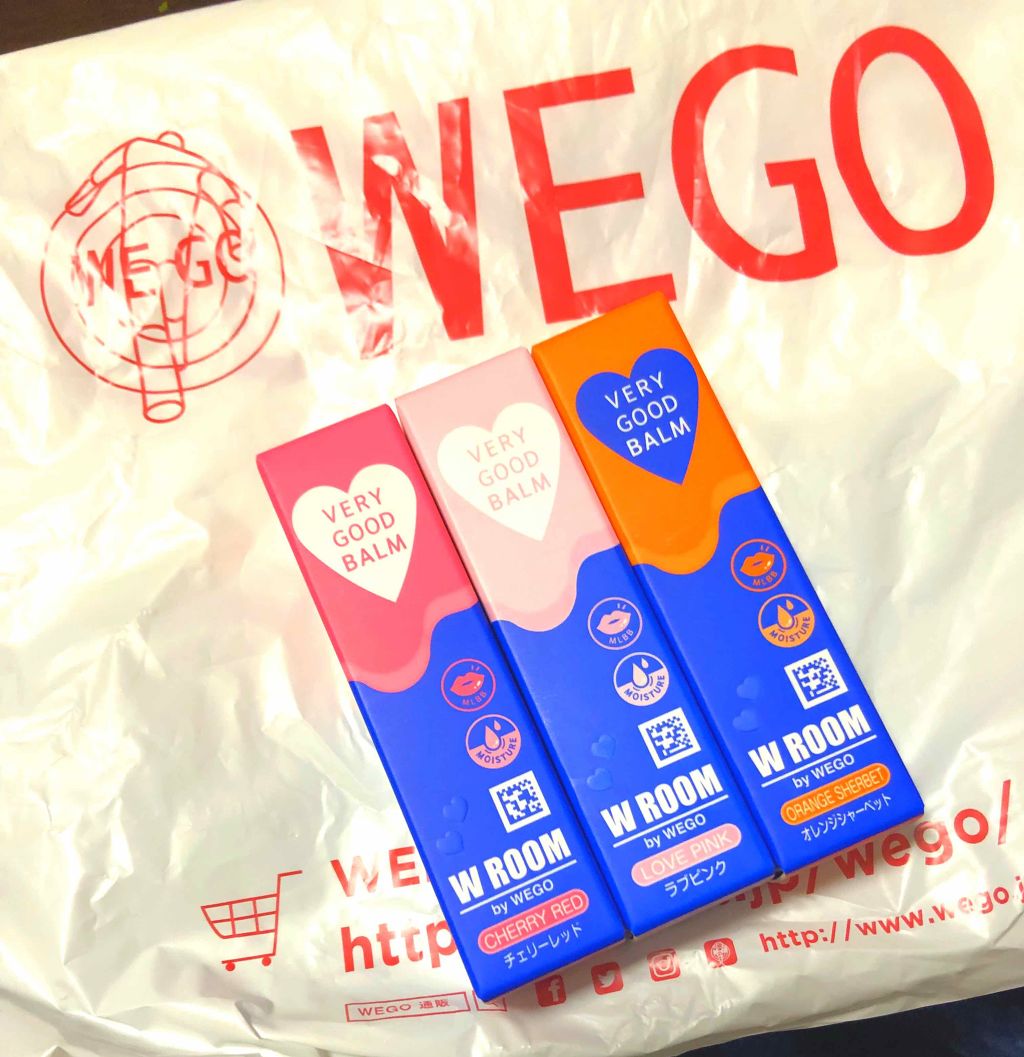 WEGO
WE GO
VERY
GOOD
BALM
MLBB
MOISTURE
W ROOM
by WEGO
CHERRY RED
チェリーレッド
VERY
GOOD
BALM
MLBB
MOISTURE
W ROOM
by WEGO
LOVE PINK
ラブピンク
VERY
GOOD
BALM
MLBB
MOISTURE
W ROOM
by WEGO
ORANGE SHERBET
オレンジシャーベット
http
.jp/wego/
WEGO 通販
http://www.wego.j